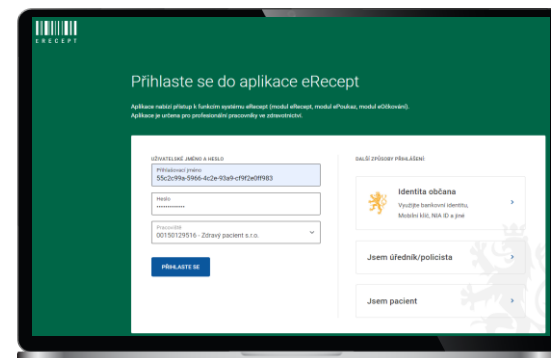 ERECEPT
Přihlaste se do aplikace eRecept
Aplikace nabízí přístup k funkcím systému eRecept (modul eRecept, modul ePoukaz, modul eOčkování).
Aplikace je určena pro profesionální pracovníky ve zdravotnictví.
UŽIVATELSKÉ JMÉNO A HESLO
Přihlašovací jméno
55c2c99a-5966-4c2e-93a9-cf9f2e0ff983
Heslo
Pracoviště
00150129516 - Zdravý pacient s.r.o.
PŘIHLASTE SE
DALŠÍ ZPŮSOBY PŘIHLÁŠENÍ
Identita občana
Využijte bankovní identitu,
Mobilní klíč, NIA ID a jiné
Jsem úředník/policista
Jsem pacient